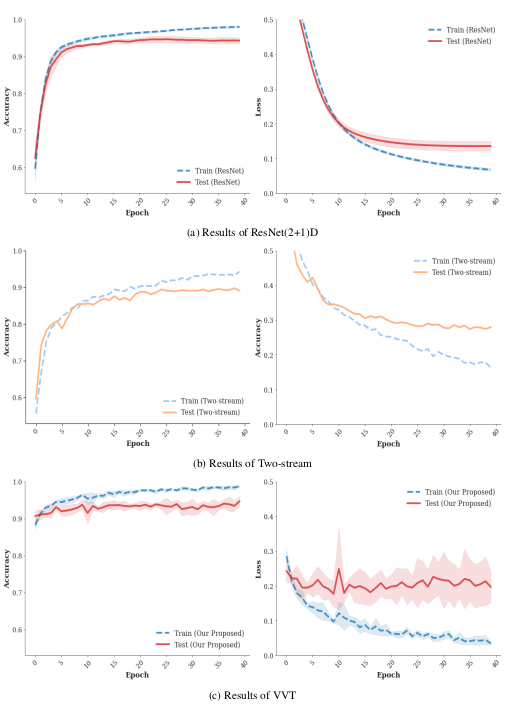 1.0
0.9
0.8
0.7
0.6
0 5 10 15 20 25 30 35 40
Epoch
Accuracy
Train (ResNet)
Test (ResNet)
0.5
0.4
0.3
0.2
0.1
0.0
0 5 10 15 20 25 30 35 40
Epoch
Loss
Train (ResNet)
Test (ResNet)
(a) Results of ResNet(2+1)D
1.0
0.9
0.8
0.7
0.6
0 5 10 15 20 25 30 35 40
Epoch
Accuracy
Train (Two-stream)
Test (Two-stream)
0.5
0.4
0.3
0.2
0.1
0.0
0 5 10 15 20 25 30 35 40
Epoch
Loss
Train (Two-stream)
Test (Two-stream)
(b) Results of Two-stream
1.0
0.9
0.8
0.7
0.6
0 5 10 15 20 25 30 35 40
Epoch
Accuracy
Train (Our Proposed)
Test (Our Proposed)
0.5
0.4
0.3
0.2
0.1
0.0
0 5 10 15 20 25 30 35 40
Epoch
Loss
Train (Our Proposed)
Test (Our Proposed)
(c) Results of VVT